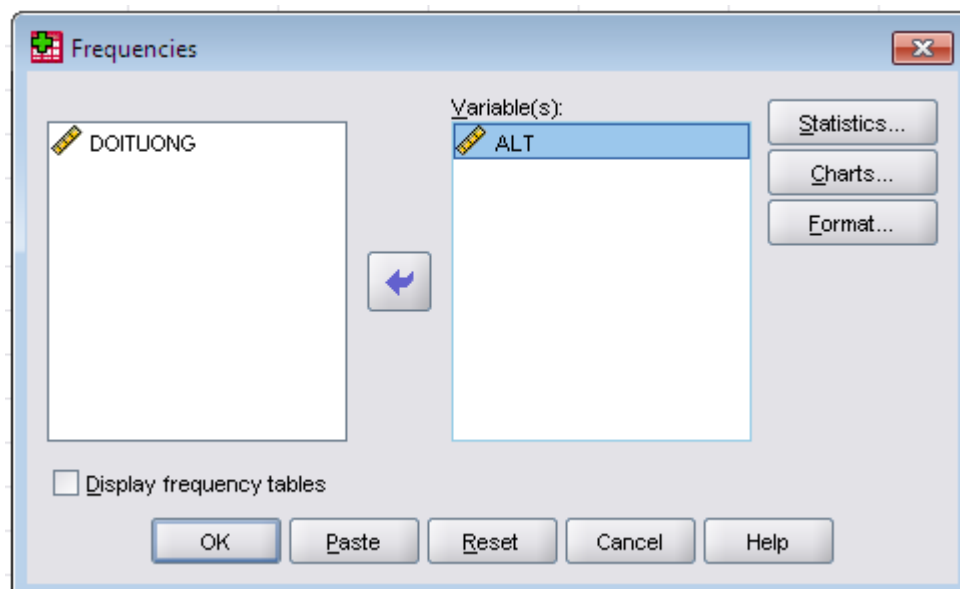 Frequencies
Variable(s):
DOITUONG
ALT
Statistics...
Charts...
Format...
Display frequency tables
OK Paste Reset Cancel Help